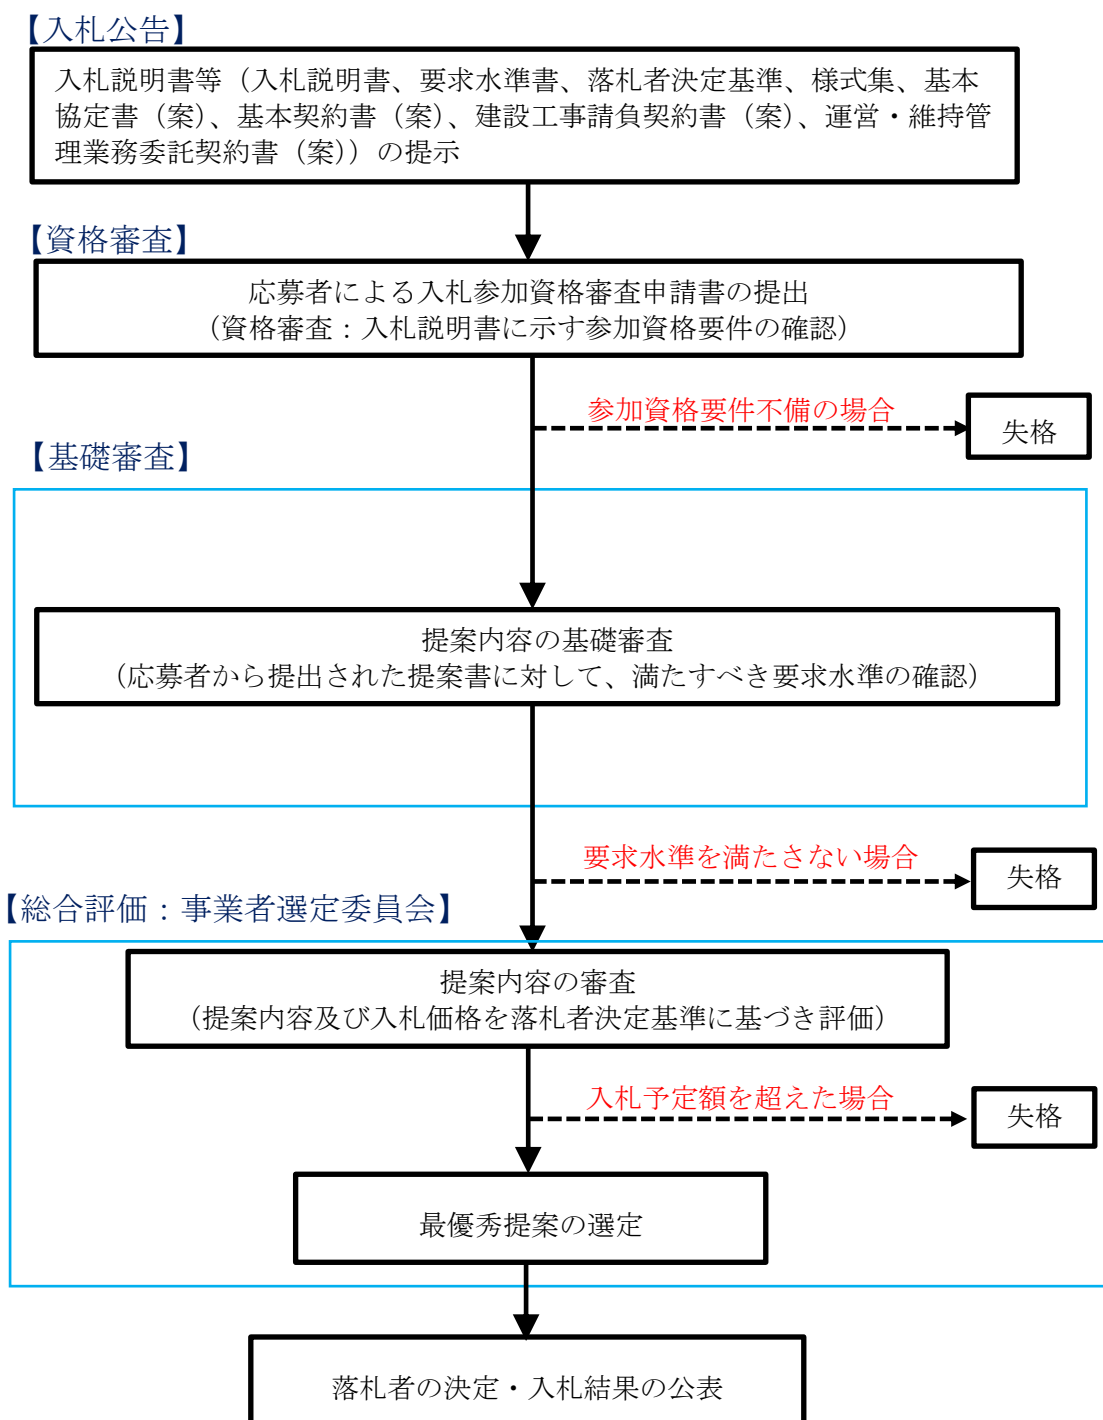 【入札公告】
入札説明書等（入札説明書、要求水準書、落札者決定基準、様式集、基本
協定書（案）、基本契約書（案）、建設工事請負契約書（案）、運営・維持管
理業務委託契約書（案））の提示
【資格審査】
応募者による入札参加資格審査申請書の提出
（資格審査：入札説明書に示す参加資格要件の確認）
参加資格要件不備の場合
失格
【基礎審査】
提案内容の基礎審査
（応募者から提出された提案書に対して、満たすべき要求水準の確認）
要求水準を満たさない場合
失格
【総合評価：事業者選定委員会】
提案内容の審査
（提案内容及び入札価格を落札者決定基準に基づき評価）
入札予定額を超えた場合
失格
最優秀提案の選定
落札者の決定・入札結果の公表